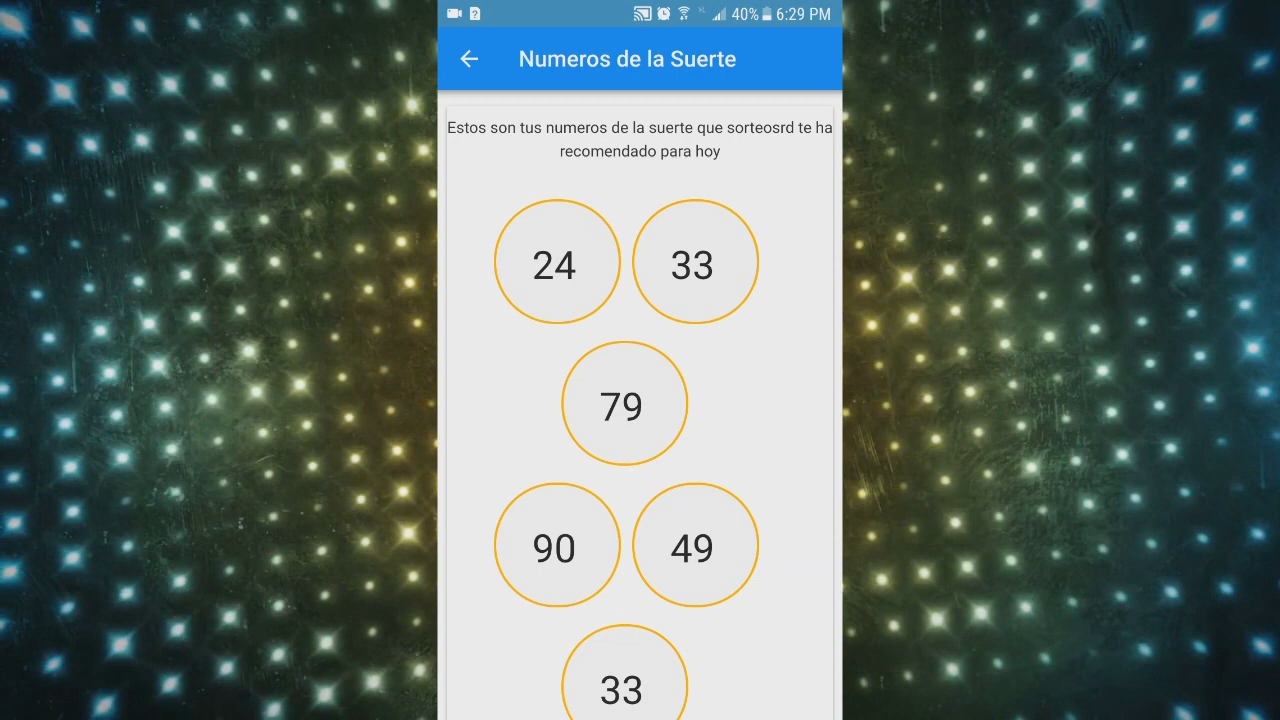 40% 6:29 PM
Numeros de la Suerte
Estos son tus numeros de la suerte que sorteosrd te ha
recomendado para hoy
24 33
79
90 49
33